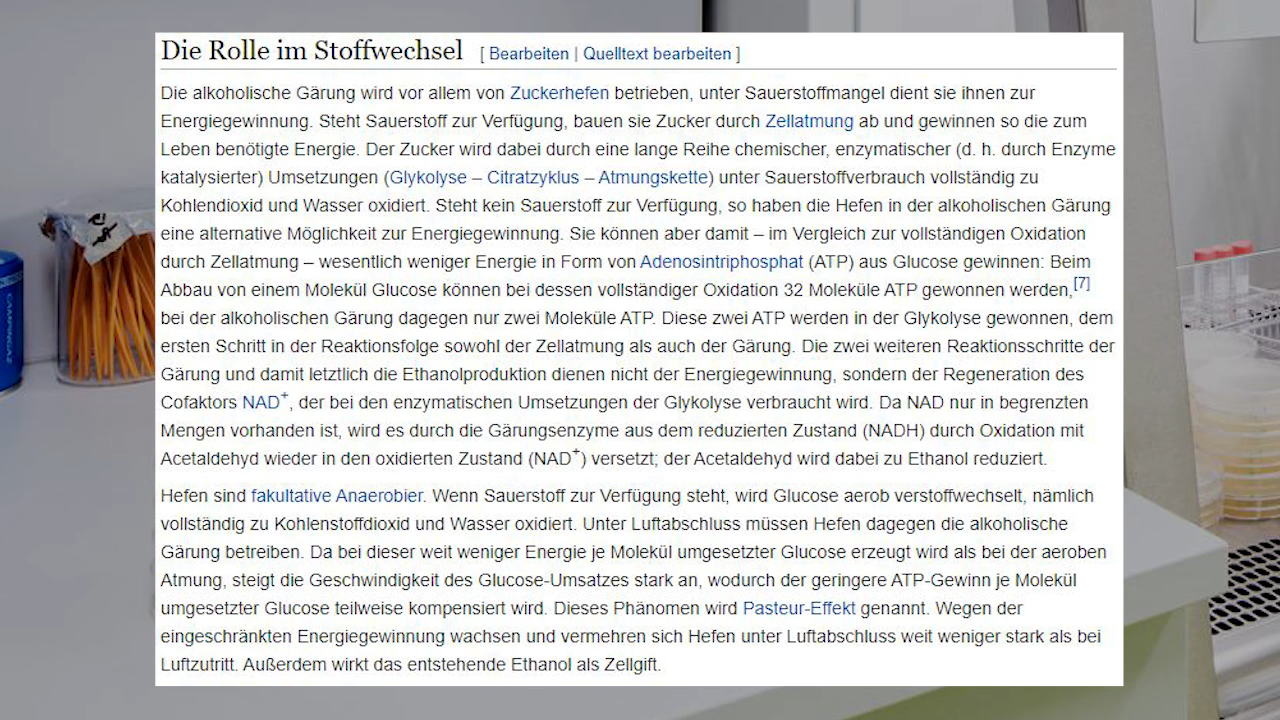 Die Rolle im Stoffwechsel [ Bearbeiten | Quelltext bearbeiten ]
Die alkoholische Gärung wird vor allem von Zuckerhefen betrieben, unter Sauerstoffmangel dient sie ihnen zur
Energiegewinnung. Steht Sauerstoff zur Verfügung, bauen sie Zucker durch Zellatmung ab und gewinnen so die zum
Leben benötigte Energie. Der Zucker wird dabei durch eine lange Reihe chemischer, enzymatischer (d. h. durch Enzyme
katalysierter) Umsetzungen (Glykolyse – Citratzyklus – Atmungskette) unter Sauerstoffverbrauch vollständig zu
Kohlendioxid und Wasser oxidiert. Steht kein Sauerstoff zur Verfügung, so haben die Hefen in der alkoholischen Gärung
eine alternative Möglichkeit zur Energiegewinnung. Sie können aber damit – im Vergleich zur vollständigen Oxidation
durch Zellatmung – wesentlich weniger Energie in Form von Adenosintriphosphat (ATP) aus Glucose gewinnen: Beim
Abbau von einem Molekül Glucose können bei dessen vollständiger Oxidation 32 Moleküle ATP gewonnen werden,[7]
bei der alkoholischen Gärung dagegen nur zwei Moleküle ATP. Diese zwei ATP werden in der Glykolyse gewonnen, dem
ersten Schritt in der Reaktionsfolge sowohl der Zellatmung als auch der Gärung. Die zwei weiteren Reaktionsschritte der
Gärung und damit letztlich die Ethanolproduktion dienen nicht der Energiegewinnung, sondern der Regeneration des
Cofaktors NAD+, der bei den enzymatischen Umsetzungen der Glykolyse verbraucht wird. Da NAD nur in begrenzten
Mengen vorhanden ist, wird es durch die Gärungsenzyme aus dem reduzierten Zustand (NADH) durch Oxidation mit
Acetaldehyd wieder in den oxidierten Zustand (NAD+) versetzt; der Acetaldehyd wird dabei zu Ethanol reduziert.
Hefen sind fakultative Anaerobier. Wenn Sauerstoff zur Verfügung steht, wird Glucose aerob verstoffwechselt, nämlich
vollständig zu Kohlenstoffdioxid und Wasser oxidiert. Unter Luftabschluss müssen Hefen dagegen die alkoholische
Gärung betreiben. Da bei dieser weit weniger Energie je Molekül umgesetzter Glucose erzeugt wird als bei der aeroben
Atmung, steigt die Geschwindigkeit des Glucose-Umsatzes stark an, wodurch der geringere ATP-Gewinn je Molekül
umgesetzter Glucose teilweise kompensiert wird. Dieses Phänomen wird Pasteur-Effekt genannt. Wegen der
eingeschränkten Energiegewinnung wachsen und vermehren sich Hefen unter Luftabschluss weit weniger stark als bei
Luftzutritt. Außerdem wirkt das entstehende Ethanol als Zellgift.
CAMPINGAZ